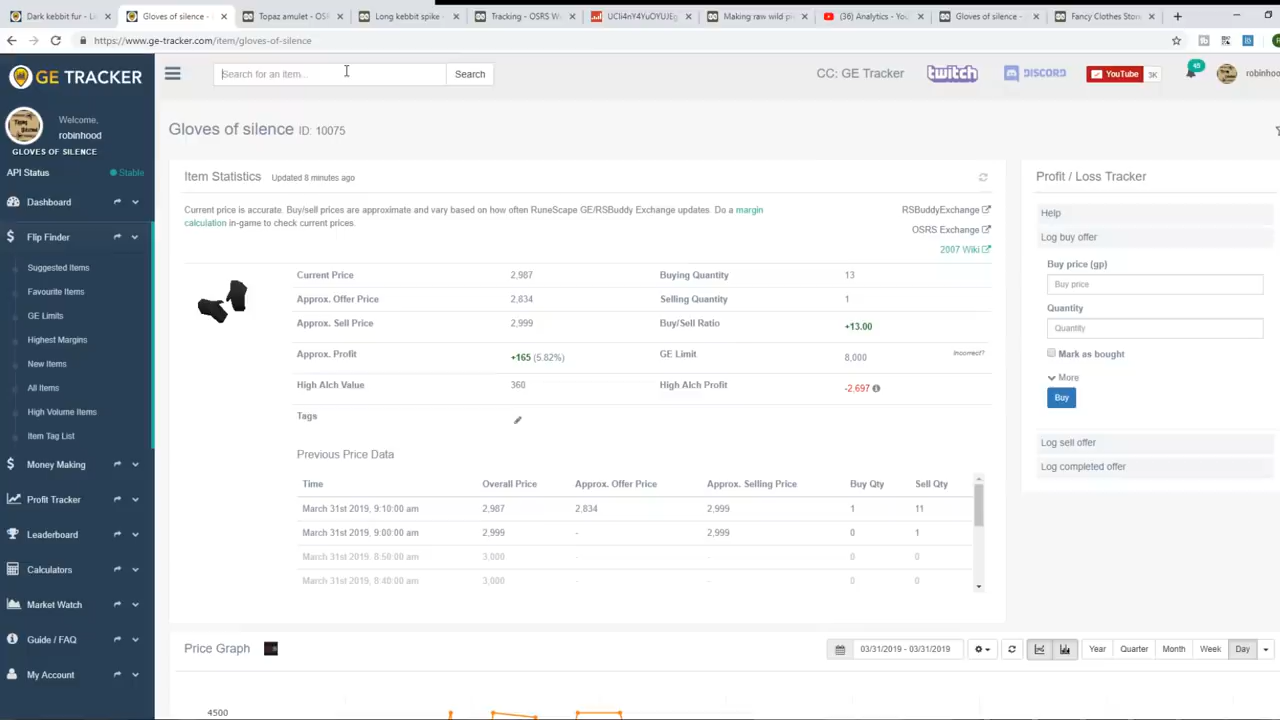 Dark kebbit fur - L
Gloves of silence -
Topaz amulet - OSR
Long kebbit spike -
Tracking - OSRS W
UCIi4nY4YuOYUJEg
Making raw wild pi
(36) Analytics - You
Gloves of silence -
Fancy Clothes Store
https://www.ge-tracker.com/item/gloves-of-silence
GE TRACKER
Search for an item...
Search
CC: GE Tracker
twitch
DISCORD
YouTube 3K
45
robinhood
Welcome,
robinhood
GLOVES OF SILENCE
API Status
Stable
Dashboard
Flip Finder
Suggested Items
Favourite Items
GE Limits
Highest Margins
New Items
All Items
High Volume Items
Item Tag List
Money Making
Profit Tracker
Leaderboard
Calculators
Market Watch
Guide / FAQ
My Account
Gloves of silence ID: 10075
Item Statistics Updated 8 minutes ago
Current price is accurate. Buy/sell prices are approximate and vary based on how often RuneScape GE/RSBuddy Exchange updates. Do a margin
calculation in-game to check current prices.
RSBuddyExchange
OSRS Exchange
2007 Wiki
Current Price 2,987 Buying Quantity 13
Approx. Offer Price 2,834 Selling Quantity 1
Approx. Sell Price 2,999 Buy/Sell Ratio +13.00
Approx. Profit +165 (5.82%) GE Limit 8,000 Incorrect?
High Alch Value 360 High Alch Profit -2,697
Tags
Previous Price Data
Time Overall Price Approx. Offer Price Approx. Selling Price Buy Qty Sell Qty
March 31st 2019, 9:10:00 am 2,987 2,834 2,999 1 11
March 31st 2019, 9:00:00 am 2,999 - 2,999 0 1
March 31st 2019, 8:50:00 am 3,000 - - 0 0
March 31st 2019, 8:40:00 am 3,000 - - 0 0
Profit / Loss Tracker
Help
Log buy offer
Buy price (gp)
Buy price
Quantity
Quantity
Mark as bought
More
Buy
Log sell offer
Log completed offer
Price Graph
03/31/2019 - 03/31/2019
Year Quarter Month Week Day
4500